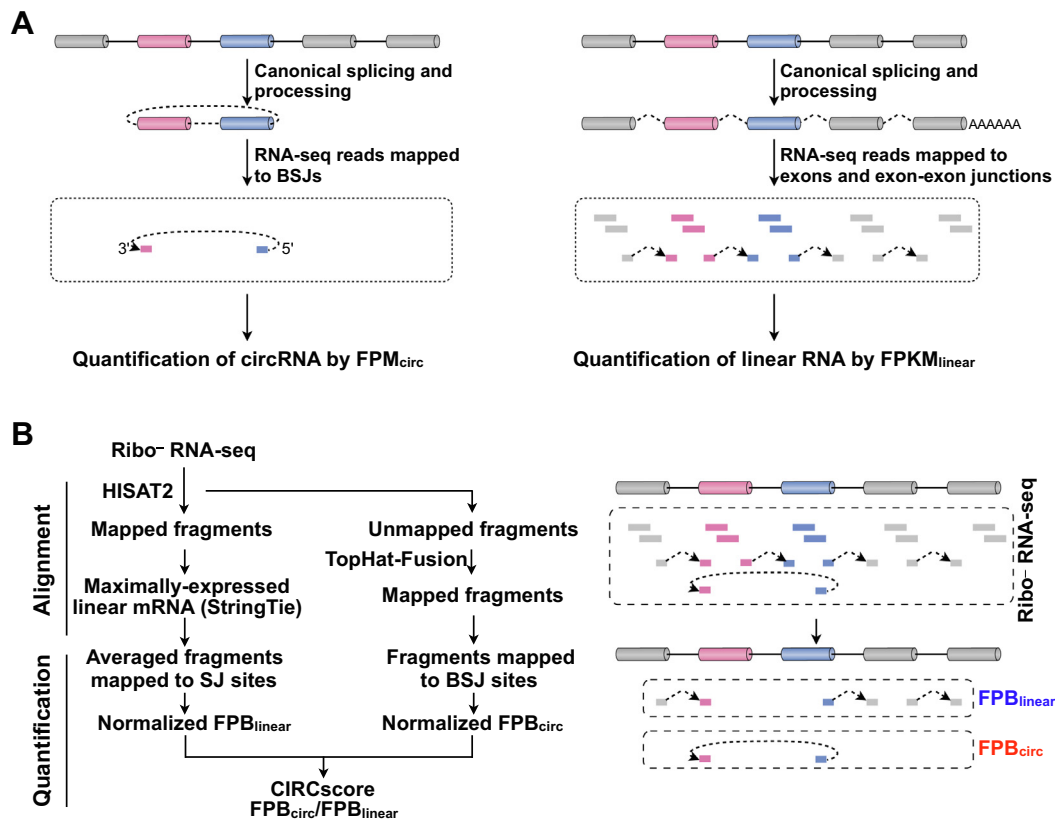 A
Canonical splicing and
processing
RNA-seq reads mapped
to BSJs
3'
5'
Quantification of circRNA by FPMcirc
Canonical splicing and
processing
AAAAAA
RNA-seq reads mapped to
exons and exon-exon junctions
Quantification of linear RNA by FPKMlinear
B
Ribo– RNA-seq
Alignment
HISAT2
Mapped fragments
Unmapped fragments
TopHat-Fusion
Maximally-expressed
linear mRNA (StringTie)
Mapped fragments
Quantification
Averaged fragments
mapped to SJ sites
Fragments mapped
to BSJ sites
Normalized FPBlinear
Normalized FPBcirc
CIRCscore
FPBcirc/FPBlinear
Ribo– RNA-seq
FPBlinear
FPBcirc